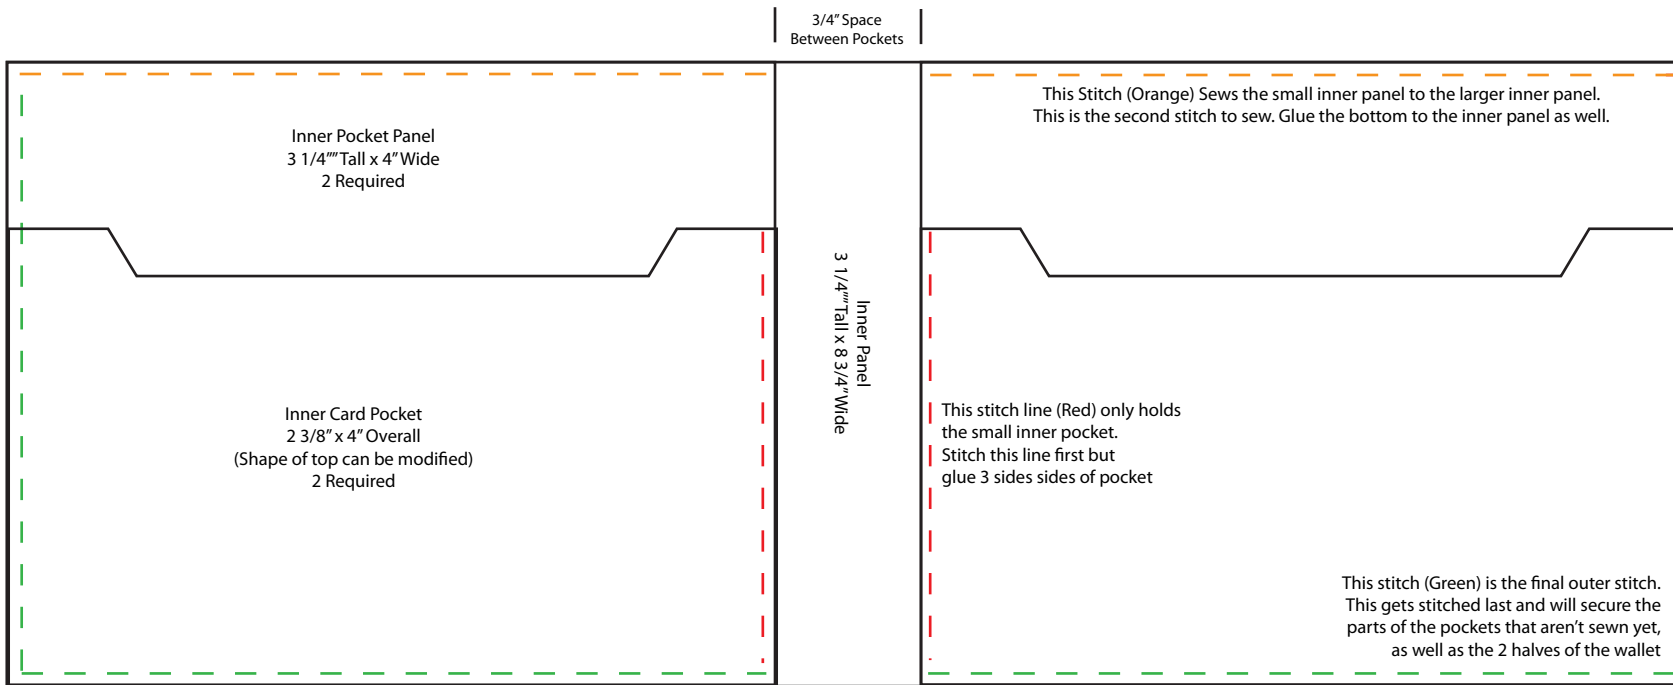 3/4” Space
Between Pockets
This Stitch (Orange) Sews the small inner panel to the larger inner panel.
This is the second stitch to sew. Glue the bottom to the inner panel as well.
Inner Pocket Panel
3 1/4”” Tall x 4” Wide
2 Required
Inner Panel
3 1/4”” Tall x 8 3/4” Wide
Inner Card Pocket
2 3/8” x 4” Overall
(Shape of top can be modified)
2 Required
This stitch line (Red) only holds
the small inner pocket.
Stitch this line first but
glue 3 sides sides of pocket
This stitch (Green) is the final outer stitch.
This gets stitched last and will secure the
parts of the pockets that aren’t sewn yet,
as well as the 2 halves of the wallet